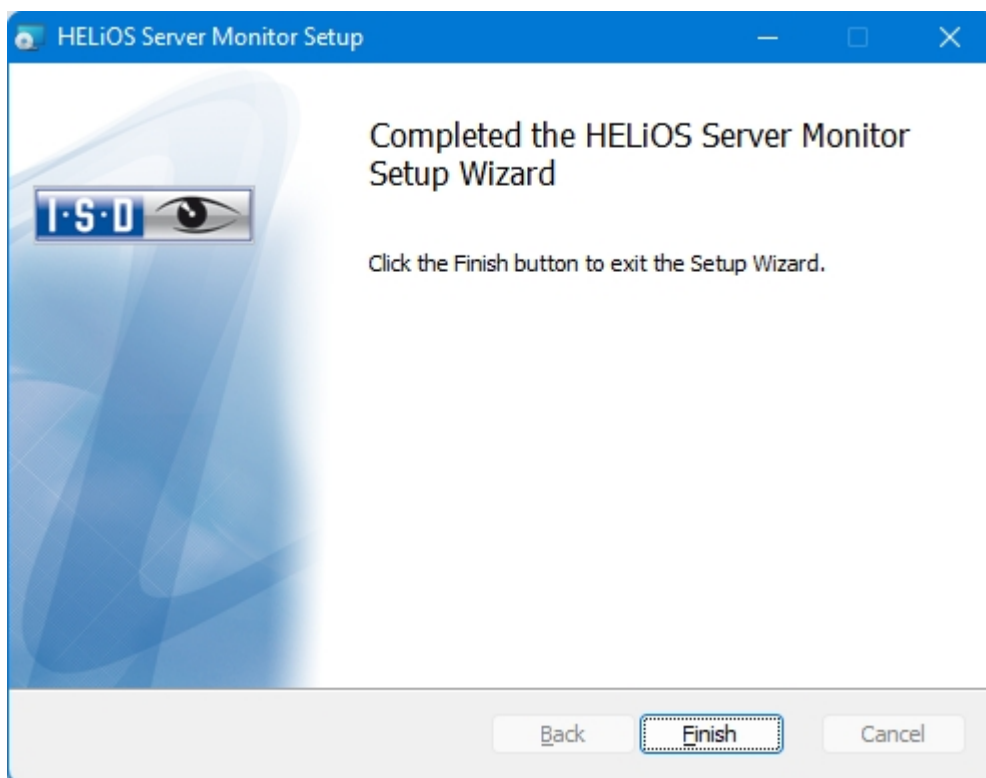 HELiOS Server Monitor Setup
Completed the HELiOS Server Monitor
Setup Wizard
I·S·D
Click the Finish button to exit the Setup Wizard.
Back
Finish
Cancel